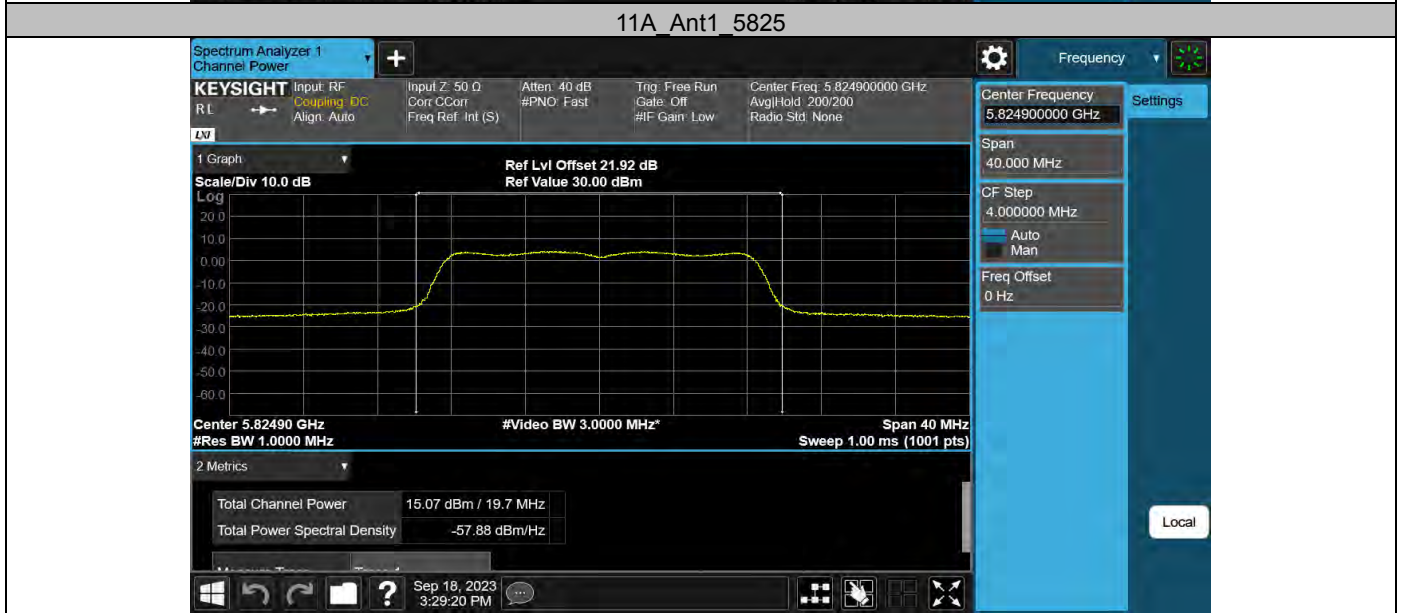 11A_Ant1_5825
Spectrum Analyzer 1
Channel Power
+
Frequency
KEYSIGHT
RL
LXI
Input: RF
Coupling: DC
Align: Auto
Input Z: 50 Ω
Corr CCorr
Freq Ref: Int (S)
Atten: 40 dB
#PNO: Fast
Trig: Free Run
Gate: Off
#IF Gain: Low
Center Freq: 5.824900000 GHz
Avg|Hold: 200/200
Radio Std: None
Center Frequency
5.824900000 GHz
Settings
Span
40.000 MHz
CF Step
4.000000 MHz
Auto
Man
Freq Offset
0 Hz
1 Graph
Scale/Div 10.0 dB
Ref Lvl Offset 21.92 dB
Ref Value 30.00 dBm
Log
20.0
10.0
0.00
-10.0
-20.0
-30.0
-40.0
-50.0
-60.0
Center 5.82490 GHz
#Video BW 3.0000 MHz*
Span 40 MHz
#Res BW 1.0000 MHz
Sweep 1.00 ms (1001 pts)
2 Metrics
Total Channel Power 15.07 dBm / 19.7 MHz
Total Power Spectral Density -57.88 dBm/Hz
Local
?
Sep 18, 2023
3:29:20 PM